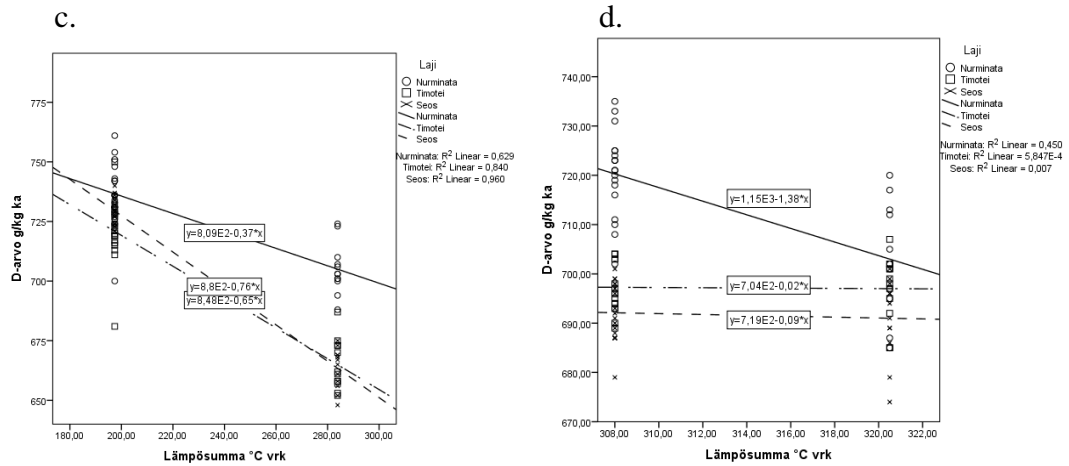 c.
775
750
725
700
675
650
D-arvo g/kg ka
180,00 200,00 220,00 240,00 260,00 280,00 300,00
Lämpösumma °C vrk
y=8,09E2-0,37*x
y=8,8E2-0,76*x
y=8,48E2-0,65*x
Laji
Nurminata
Timotei
Seos
Nurminata
Timotei
Seos
Nurminata: R² Linear = 0,629
Timotei: R² Linear = 0,840
Seos: R² Linear = 0,960
d.
740,00
730,00
720,00
710,00
700,00
690,00
680,00
670,00
D-arvo g/kg ka
308,00 310,00 312,00 314,00 316,00 318,00 320,00 322,00
Lämpösumma °C vrk
y=1,15E3-1,38*x
y=7,04E2-0,02*x
y=7,19E2-0,09*x
Laji
Nurminata
Timotei
Seos
Nurminata
Timotei
Seos
Nurminata: R² Linear = 0,450
Timotei: R² Linear = 5,847E-4
Seos: R² Linear = 0,007